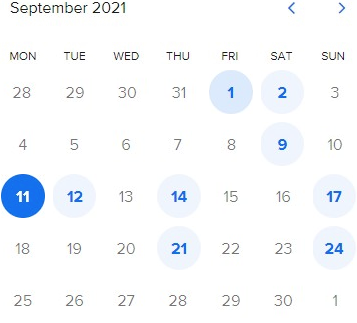 September 2021
MON TUE WED THU FRI SAT SUN
28 29 30 31 1 2 3
4 5 6 7 8 9 10
11 12 13 14 15 16 17
18 19 20 21 22 23 24
25 26 27 28 29 30 1